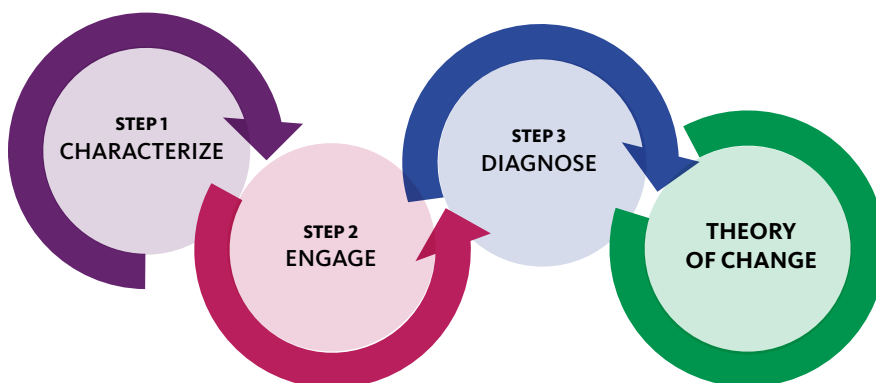 STEP 1
CHARACTERIZE
STEP 2
ENGAGE
STEP 3
DIAGNOSE
THEORY
OF CHANGE